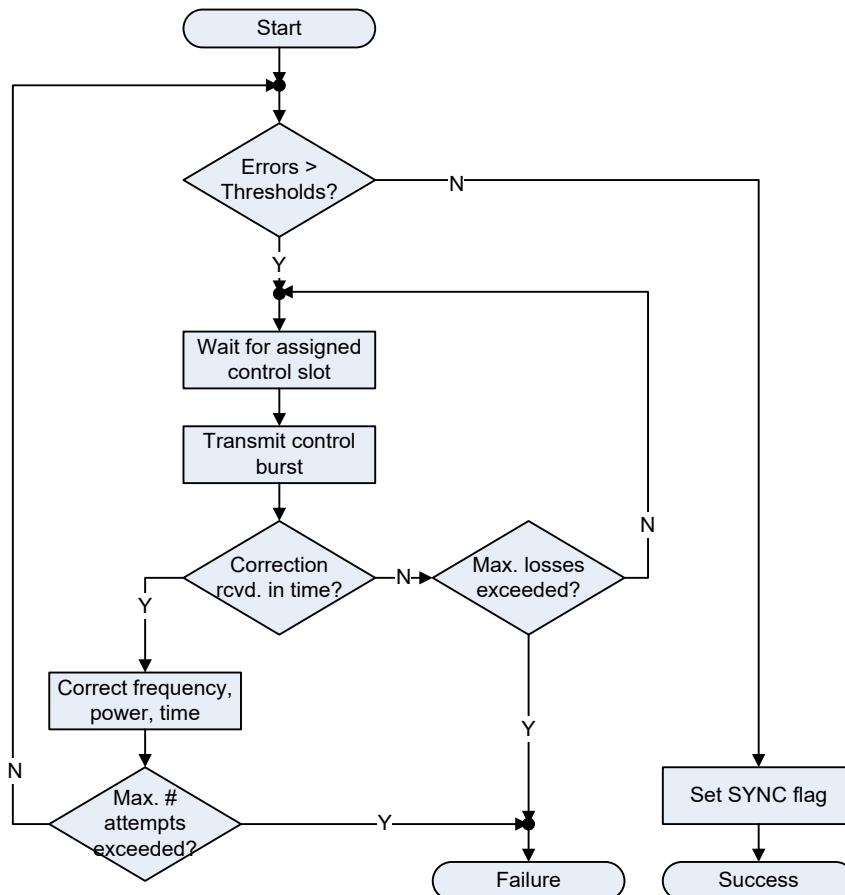 Start
Errors >
Thresholds?
N
Y
Wait for assigned
control slot
Transmit control
burst
N
Correction
rcvd. in time?
N
Max. losses
exceeded?
Y
Correct frequency,
power, time
Y
N
Max. #
attempts
exceeded?
Y
Set SYNC flag
Failure
Success